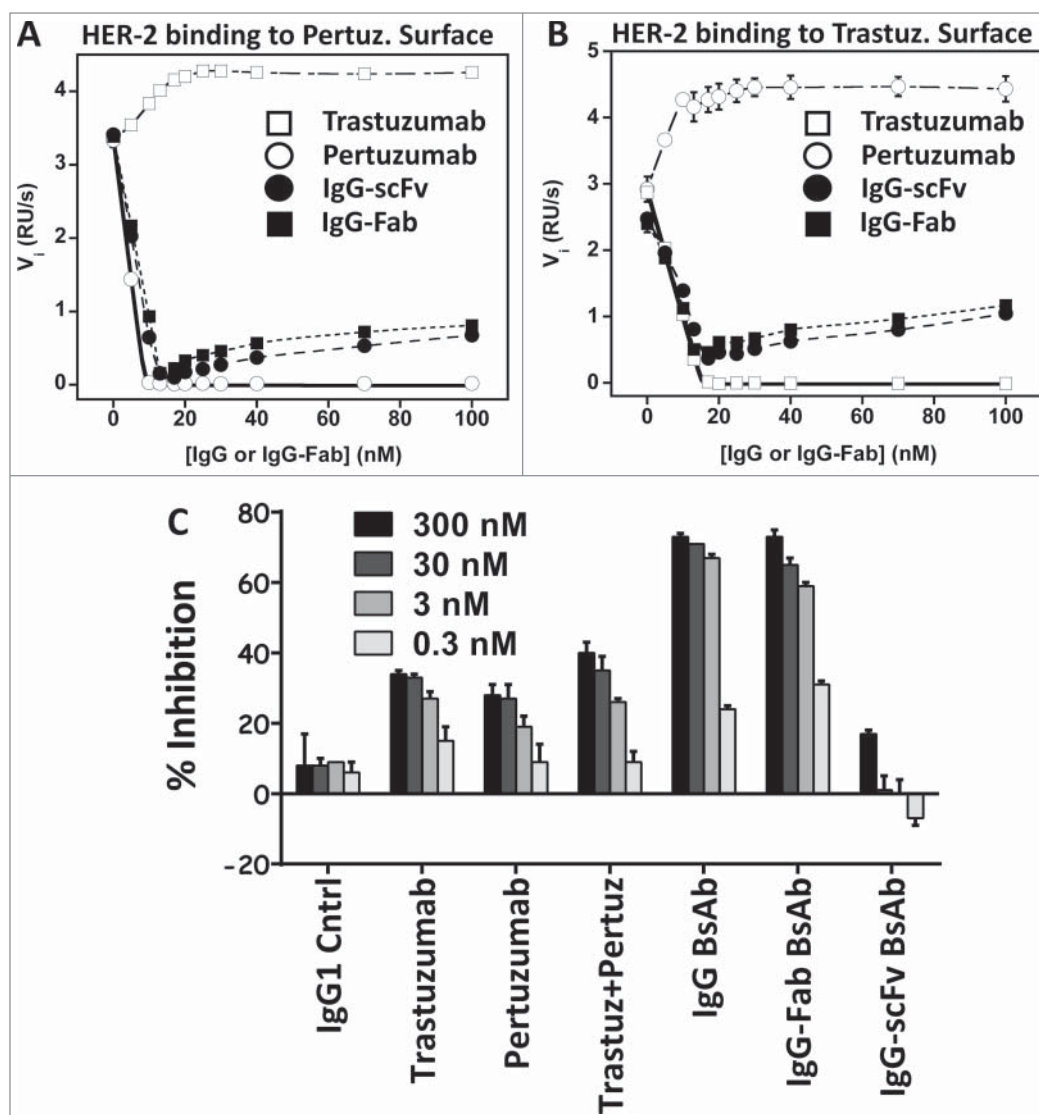 A HER-2 binding to Pertuz. Surface
4
3
2
1
0
V_i (RU/s)
Trastuzumab
Pertuzumab
IgG-scFv
IgG-Fab
0 20 40 60 80 100
[IgG or IgG-Fab] (nM)
B HER-2 binding to Trastuz. Surface
5
4
3
2
1
0
V_i (RU/s)
Trastuzumab
Pertuzumab
IgG-scFv
IgG-Fab
0 20 40 60 80 100
[IgG or IgG-Fab] (nM)
C
80
60
40
20
0
-20
% Inhibition
300 nM
30 nM
3 nM
0.3 nM
IgG1 Cntrl
Trastuzumab
Pertuzumab
Trastuz+Pertuz
IgG BsAb
IgG-Fab BsAb
IgG-scFv BsAb